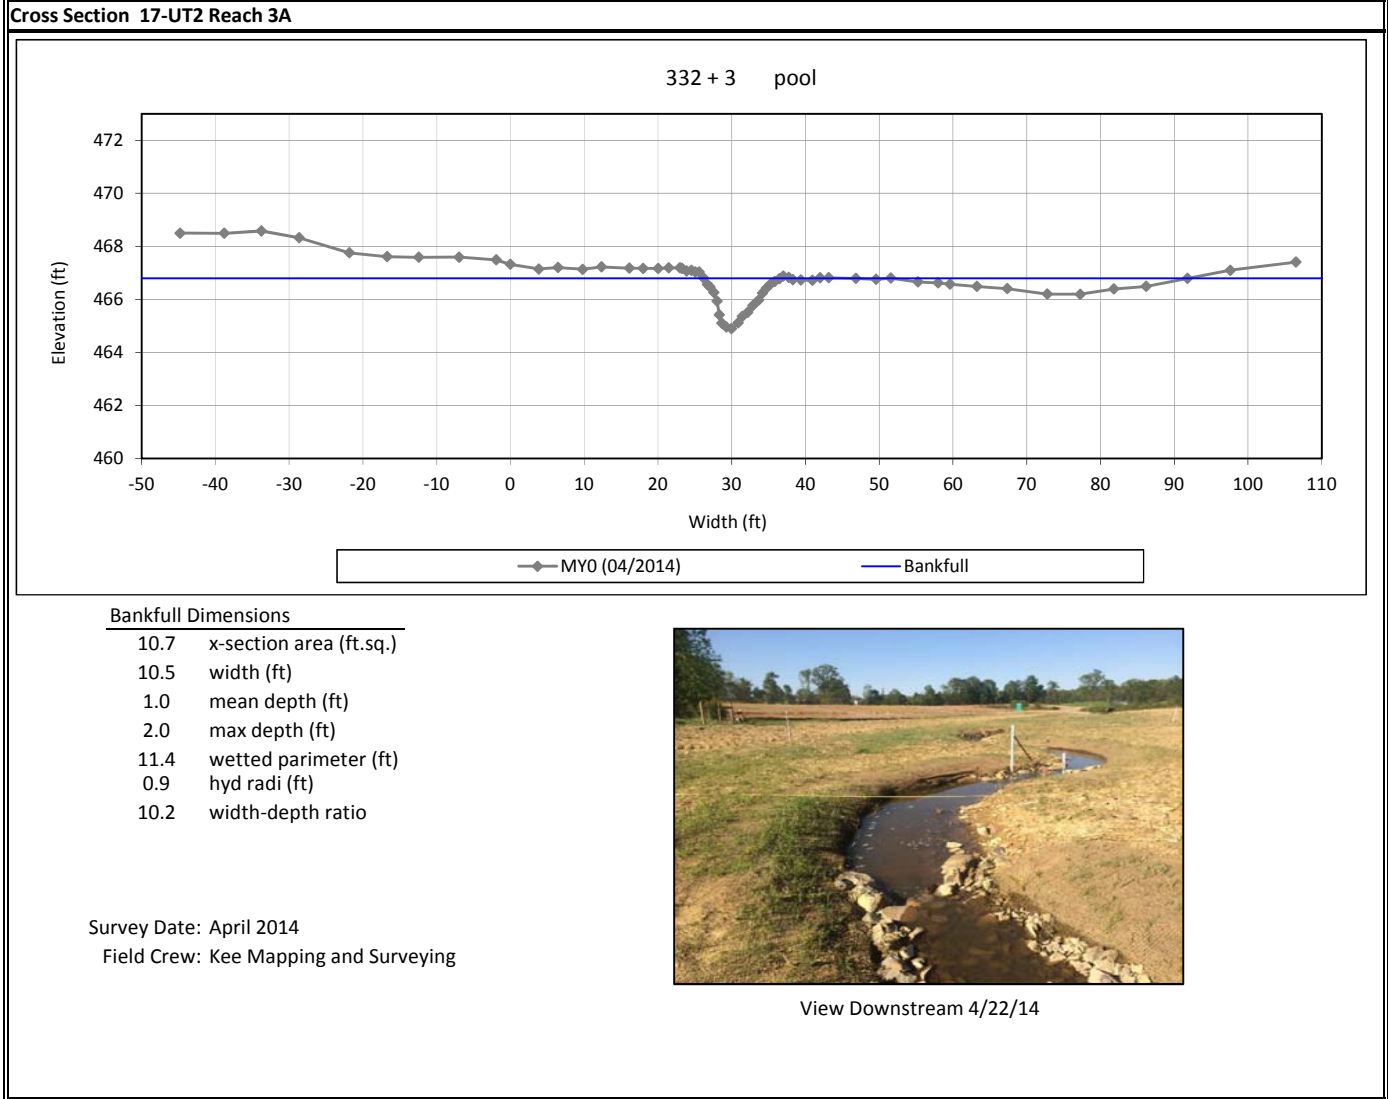 Cross Section 17-UT2 Reach 3A
332 + 3 pool
472
470
468
466
464
462
460
Elevation (ft)
-50 -40 -30 -20 -10 0 10 20 30 40 50 60 70 80 90 100 110
Width (ft)
MY0 (04/2014) Bankfull
Bankfull Dimensions
10.7 x-section area (ft.sq.)
10.5 width (ft)
1.0 mean depth (ft)
2.0 max depth (ft)
11.4 wetted parimeter (ft)
0.9 hyd radi (ft)
10.2 width-depth ratio
Survey Date: April 2014
Field Crew: Kee Mapping and Surveying
View Downstream 4/22/14